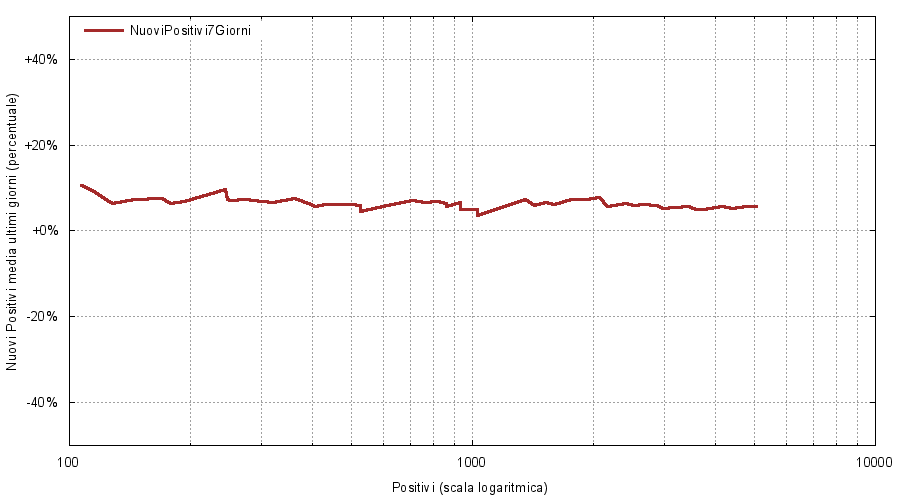 NuoviPositivi7Giorni
+40%
+20%
+0%
-20%
-40%
Nuovi Positivi media ultimi giorni (percentuale)
100
1000
10000
Positivi (scala logaritmica)